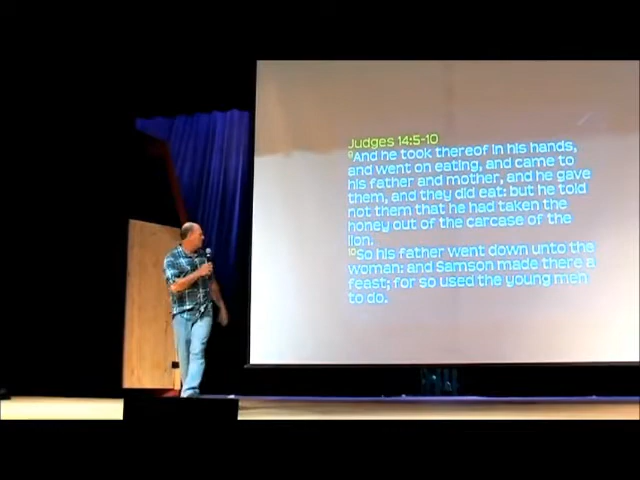 Judges 14:5-10
9And he took thereof in his hands,
and went on eating, and came to
his father and mother, and he gave
them, and they did eat: but he told
not them that he had taken the
honey out of the carcase of the
lion.
10So his father went down unto the
woman: and Samson made there a
feast; for so used the young men
to do.